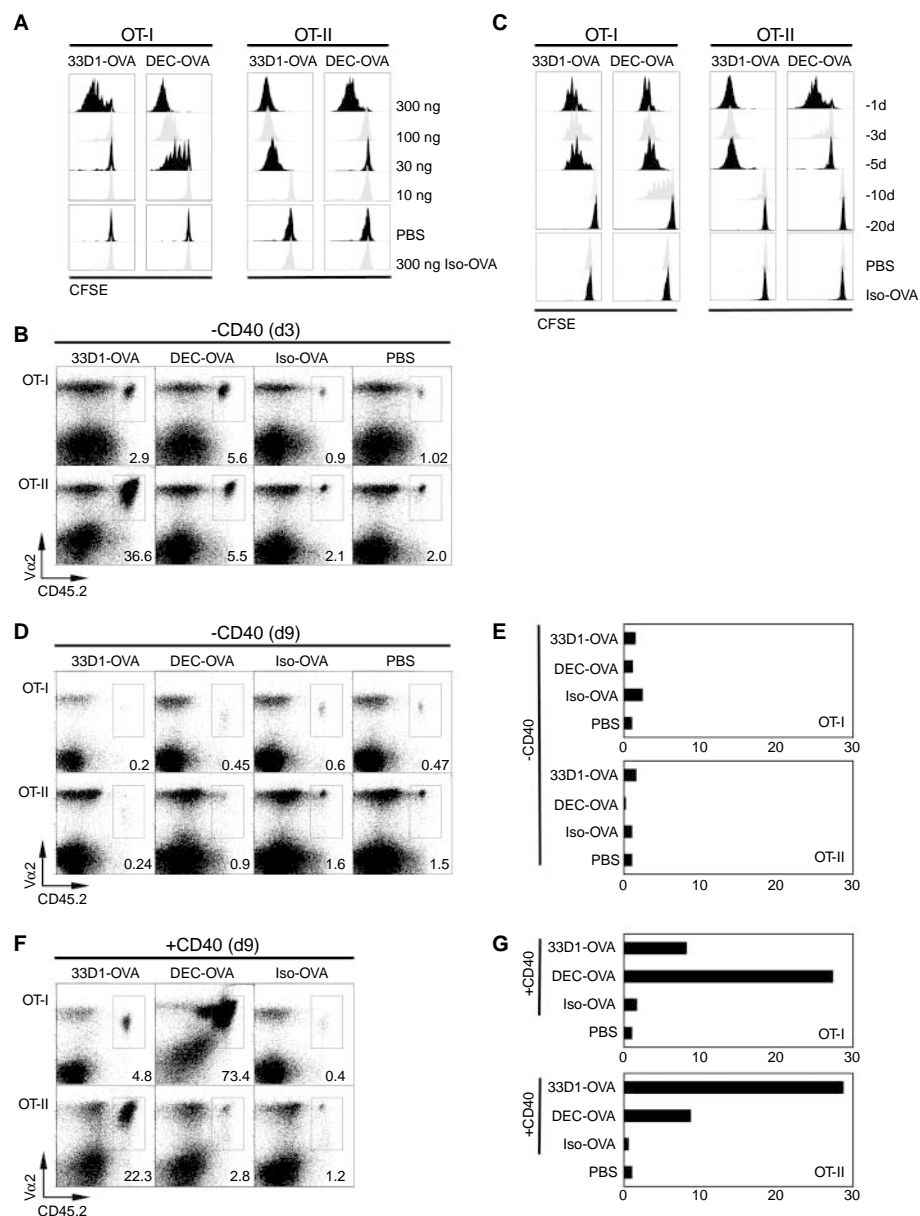 A
OT-I OT-II
33D1-OVA DEC-OVA 33D1-OVA DEC-OVA
300 ng
100 ng
30 ng
10 ng
PBS
300 ng Iso-OVA
CFSE
C
OT-I OT-II
33D1-OVA DEC-OVA 33D1-OVA DEC-OVA
-1d
-3d
-5d
-10d
-20d
PBS
Iso-OVA
CFSE
B
-CD40 (d3)
33D1-OVA DEC-OVA Iso-OVA PBS
OT-I
2.9 5.6 0.9 1.02
OT-II
36.6 5.5 2.1 2.0
Vα2
CD45.2
D
-CD40 (d9)
33D1-OVA DEC-OVA Iso-OVA PBS
OT-I
0.2 0.45 0.6 0.47
OT-II
0.24 0.9 1.6 1.5
Vα2
CD45.2
E
-CD40
33D1-OVA
DEC-OVA
Iso-OVA
PBS
OT-I
0 10 20 30
33D1-OVA
DEC-OVA
Iso-OVA
PBS
OT-II
0 10 20 30
F
+CD40 (d9)
33D1-OVA DEC-OVA Iso-OVA
OT-I
4.8 73.4 0.4
OT-II
22.3 2.8 1.2
Vα2
CD45.2
G
+CD40
33D1-OVA
DEC-OVA
Iso-OVA
PBS
OT-I
0 10 20 30
+CD40
33D1-OVA
DEC-OVA
Iso-OVA
PBS
OT-II
0 10 20 30